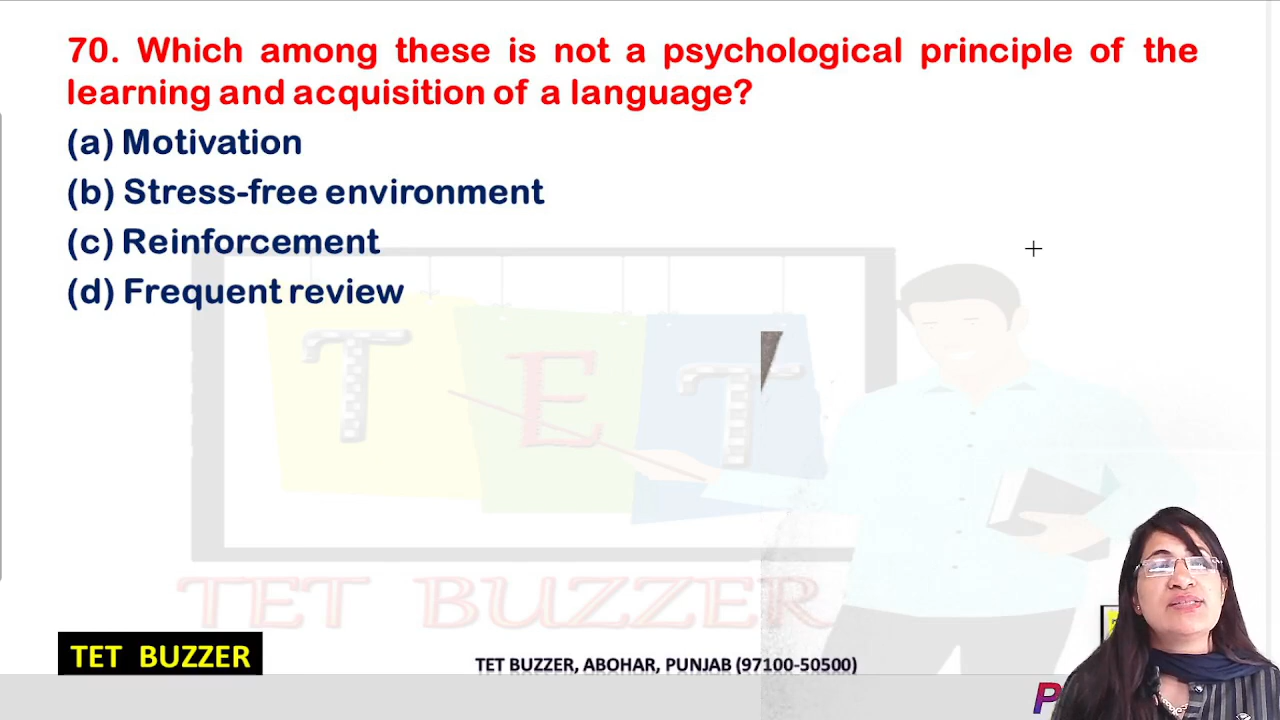 70. Which among these is not a psychological principle of the
learning and acquisition of a language?
(a) Motivation
(b) Stress-free environment
(c) Reinforcement
(d) Frequent review
T E T
TET BUZZER
TET BUZZER
TET BUZZER, ABOHAR, PUNJAB (97100-50500)
P